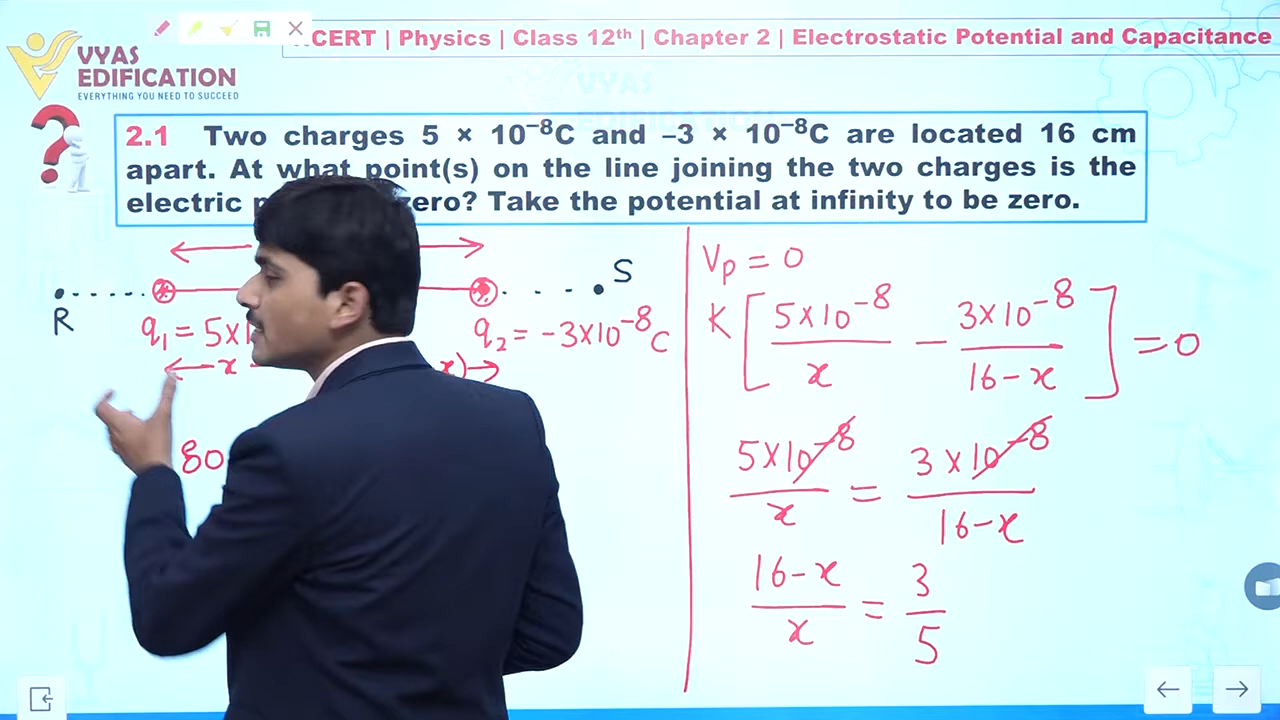 VYAS
EDIFICATION
EVERYTHING YOU NEED TO SUCCEED
CERT | Physics | Class 12th | Chapter 2 | Electrostatic Potential and Capacitance
2.1 Two charges 5 × 10⁻⁸C and –3 × 10⁻⁸C are located 16 cm
apart. At what point(s) on the line joining the two charges is the
electric zero? Take the potential at infinity to be zero.
R
S
q₁ = 5×1
q₂ = -3×10⁻⁸C
x
x)
80
Vp = 0
K [ 5×10⁻⁸/x − 3×10⁻⁸/16-x ] = 0
5×10⁻⁸/x = 3×10⁻⁸/16-x
16-x/x = 3/5